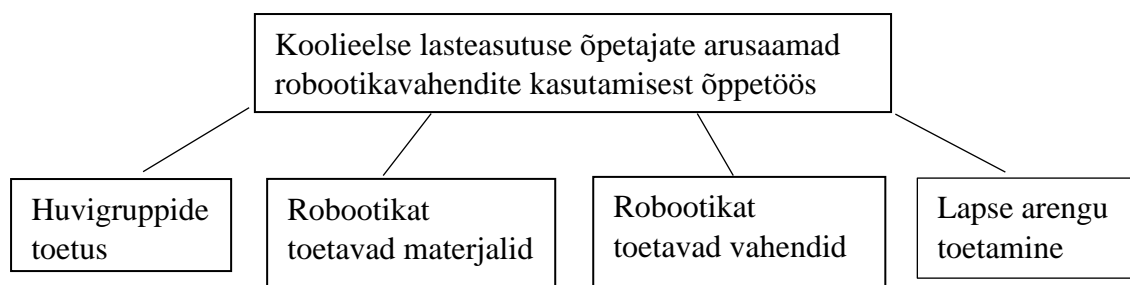 Koolieelse lasteasutuse õpetajate arusaamad
robootikavahendite kasutamisest õppetöös
Huvigruppide
toetus
Robootikat
toetavad materjalid
Robootikat
toetavad vahendid
Lapse arengu
toetamine